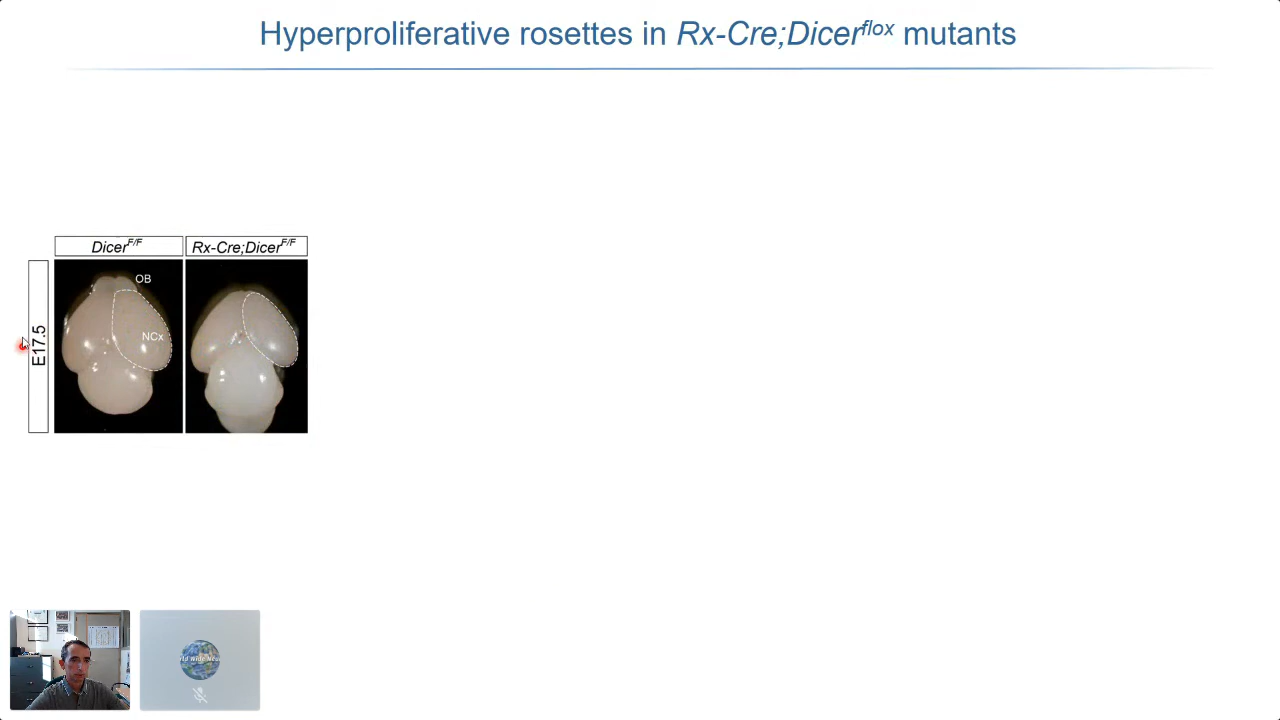 Hyperproliferative rosettes in Rx-Cre;Dicerflox mutants
DicerF/F
Rx-Cre;DicerF/F
E17.5
OB
NCx